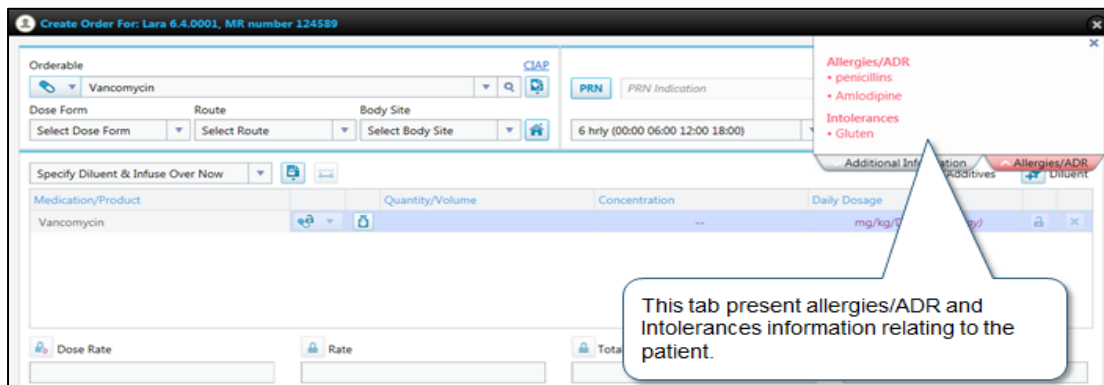 Create Order For: Lara 6.4.0001, MR number 124589
Orderable
CIAP
Vancomycin
PRN
PRN Indication
Dose Form
Route
Body Site
Select Dose Form
Select Route
Select Body Site
6 hrly (00:00 06:00 12:00 18:00)
Allergies/ADR
• penicillins
• Amlodipine
Intolerances
• Gluten
Additional
Allergies/ADR
Specify Diluent & Infuse Over Now
Additives
Diluent
Medication/Product
Quantity/Volume
Concentration
Daily Dosage
Vancomycin
--
mg/kg/
This tab present allergies/ADR and
Intolerances information relating to the
patient.
Dose Rate
Rate